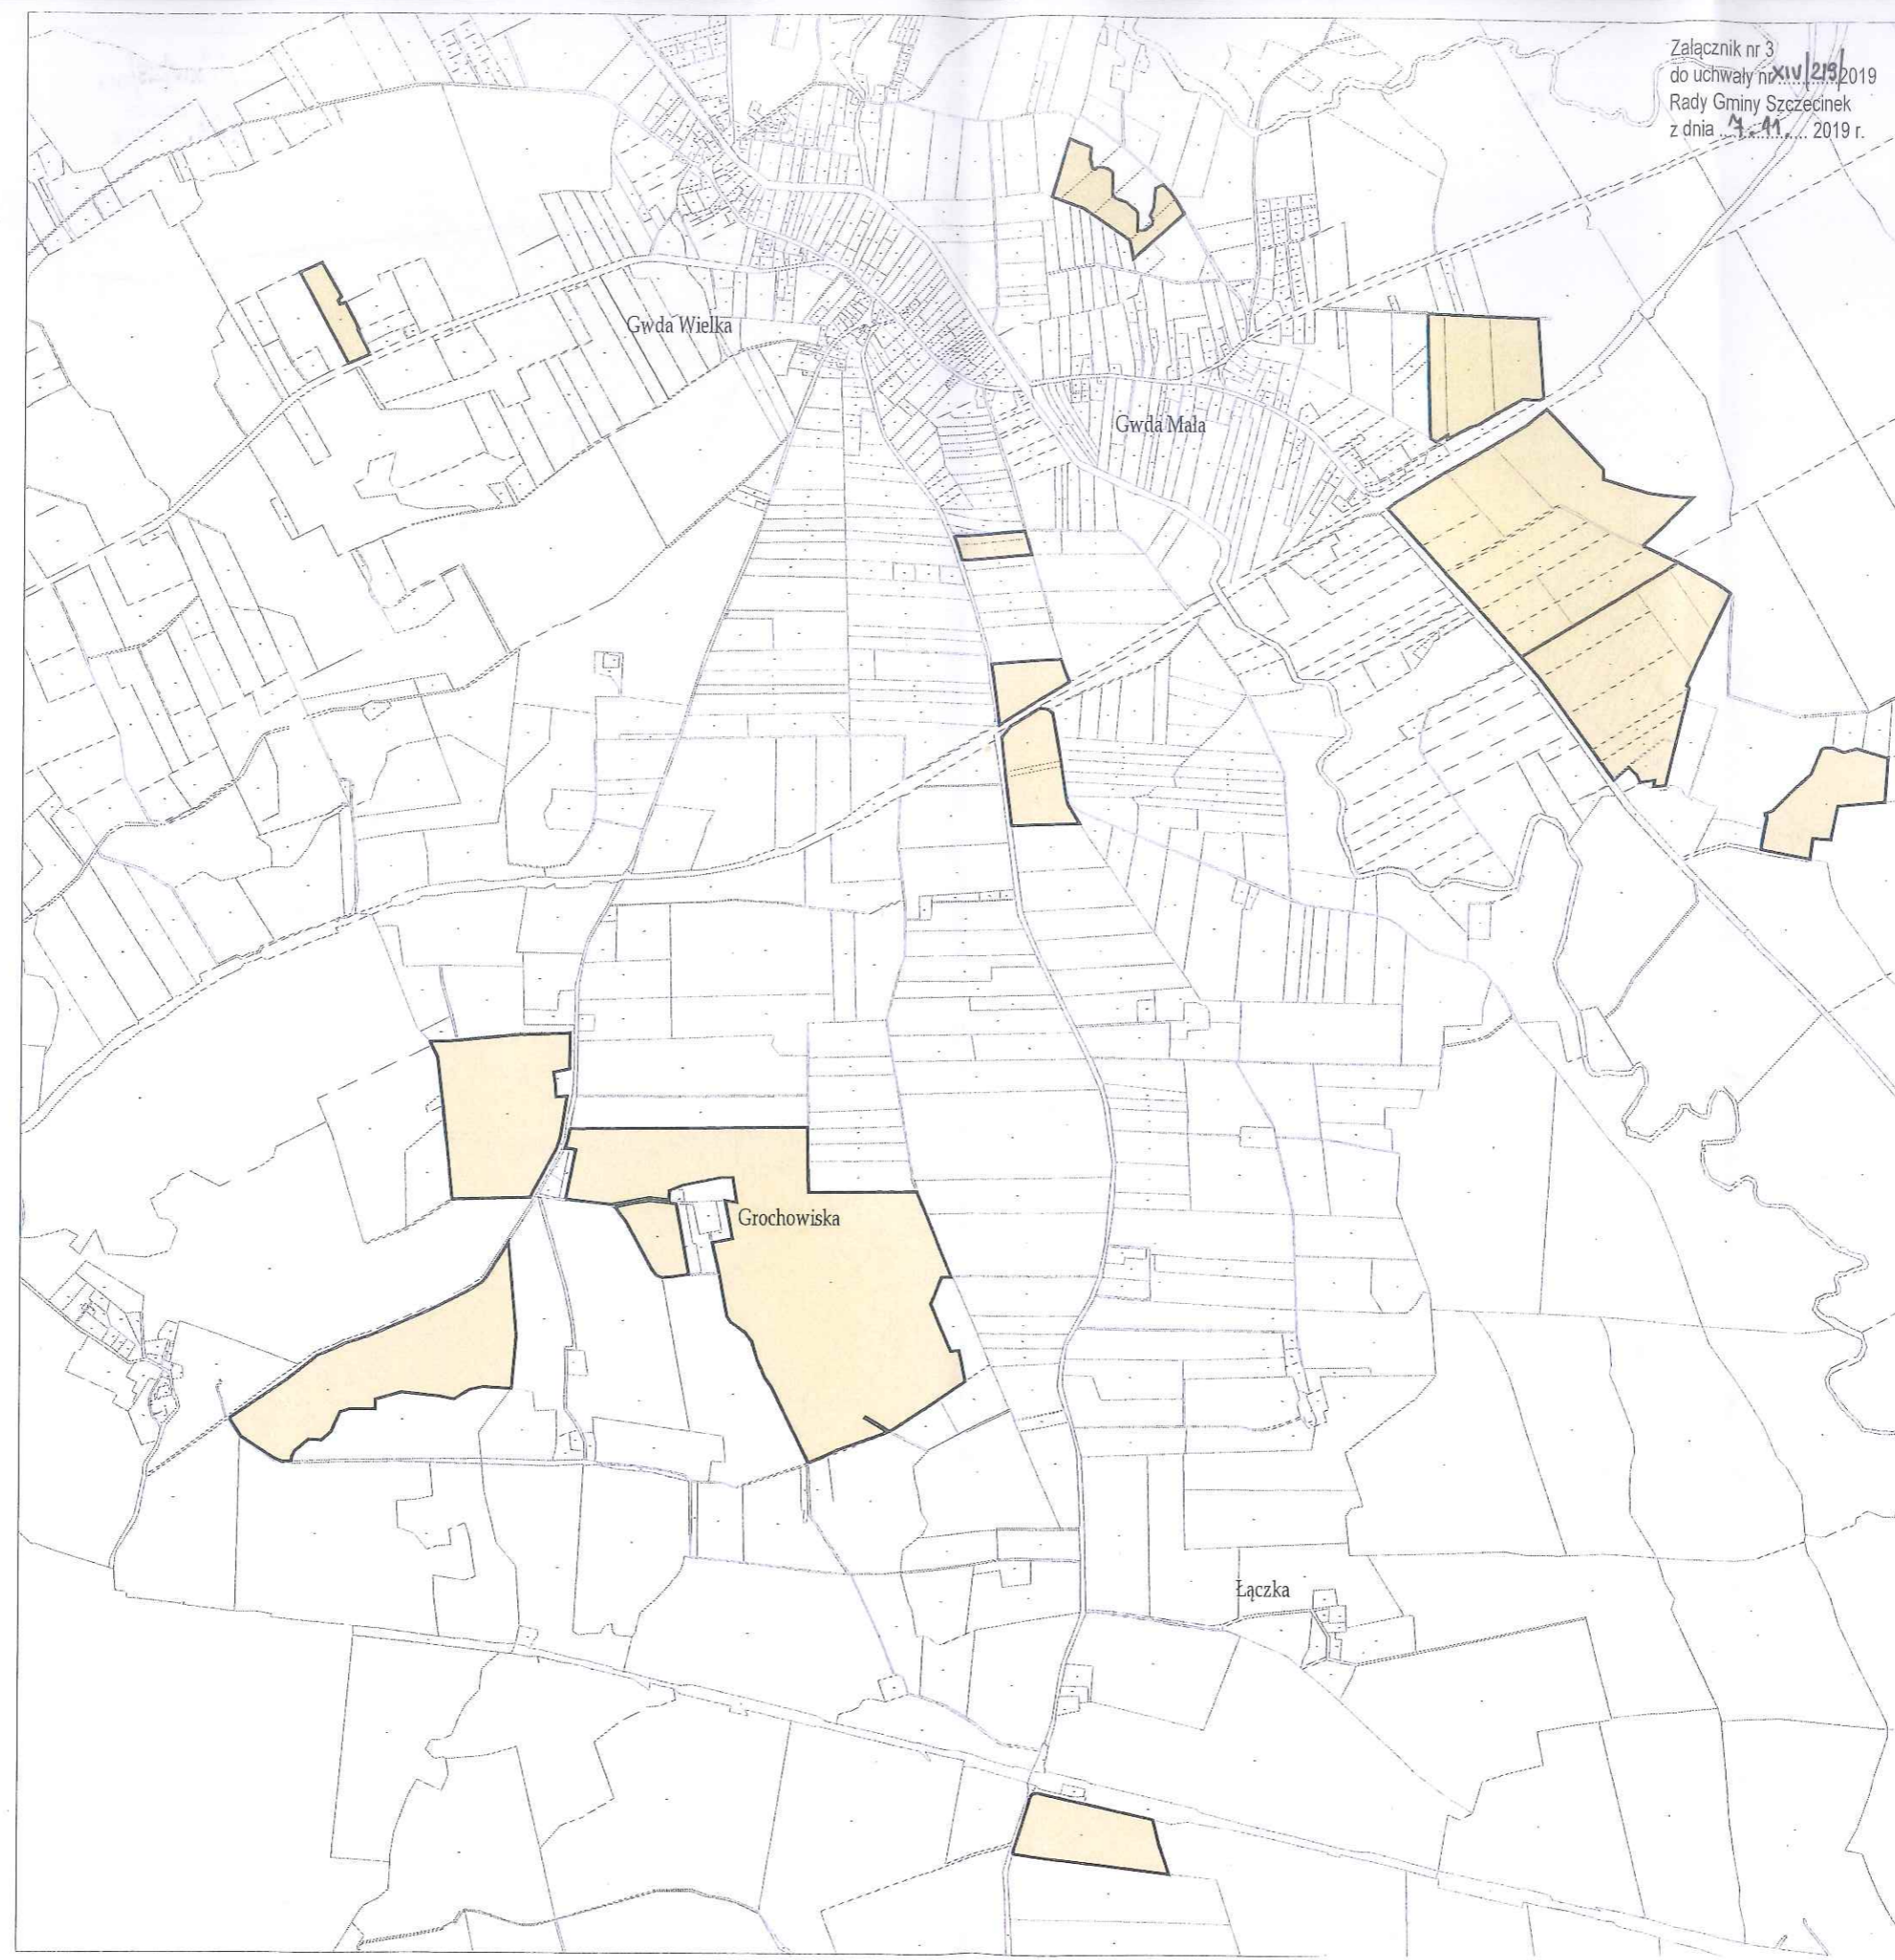 Załącznik nr 3
do uchwały nr XIV/219/2019
Rady Gminy Szczecinek
z dnia ..7.11.... 2019 r.
Gwda Wielka
Gwda Mała
Grochowiska
Łączka